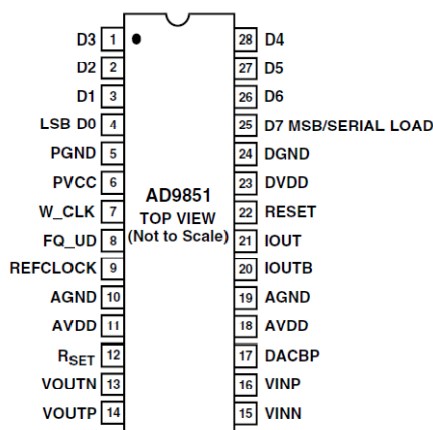 D3 1 28 D4
D2 2 27 D5
D1 3 26 D6
LSB D0 4 25 D7 MSB/SERIAL LOAD
PGND 5 24 DGND
PVCC 6 23 DVDD
AD9851
W_CLK 7 22 RESET
TOP VIEW
FQ_UD 8 (Not to Scale) 21 IOUT
REFCLOCK 9 20 IOUTB
AGND 10 19 AGND
AVDD 11 18 AVDD
RSET 12 17 DACBP
VOUTN 13 16 VINP
VOUTP 14 15 VINN